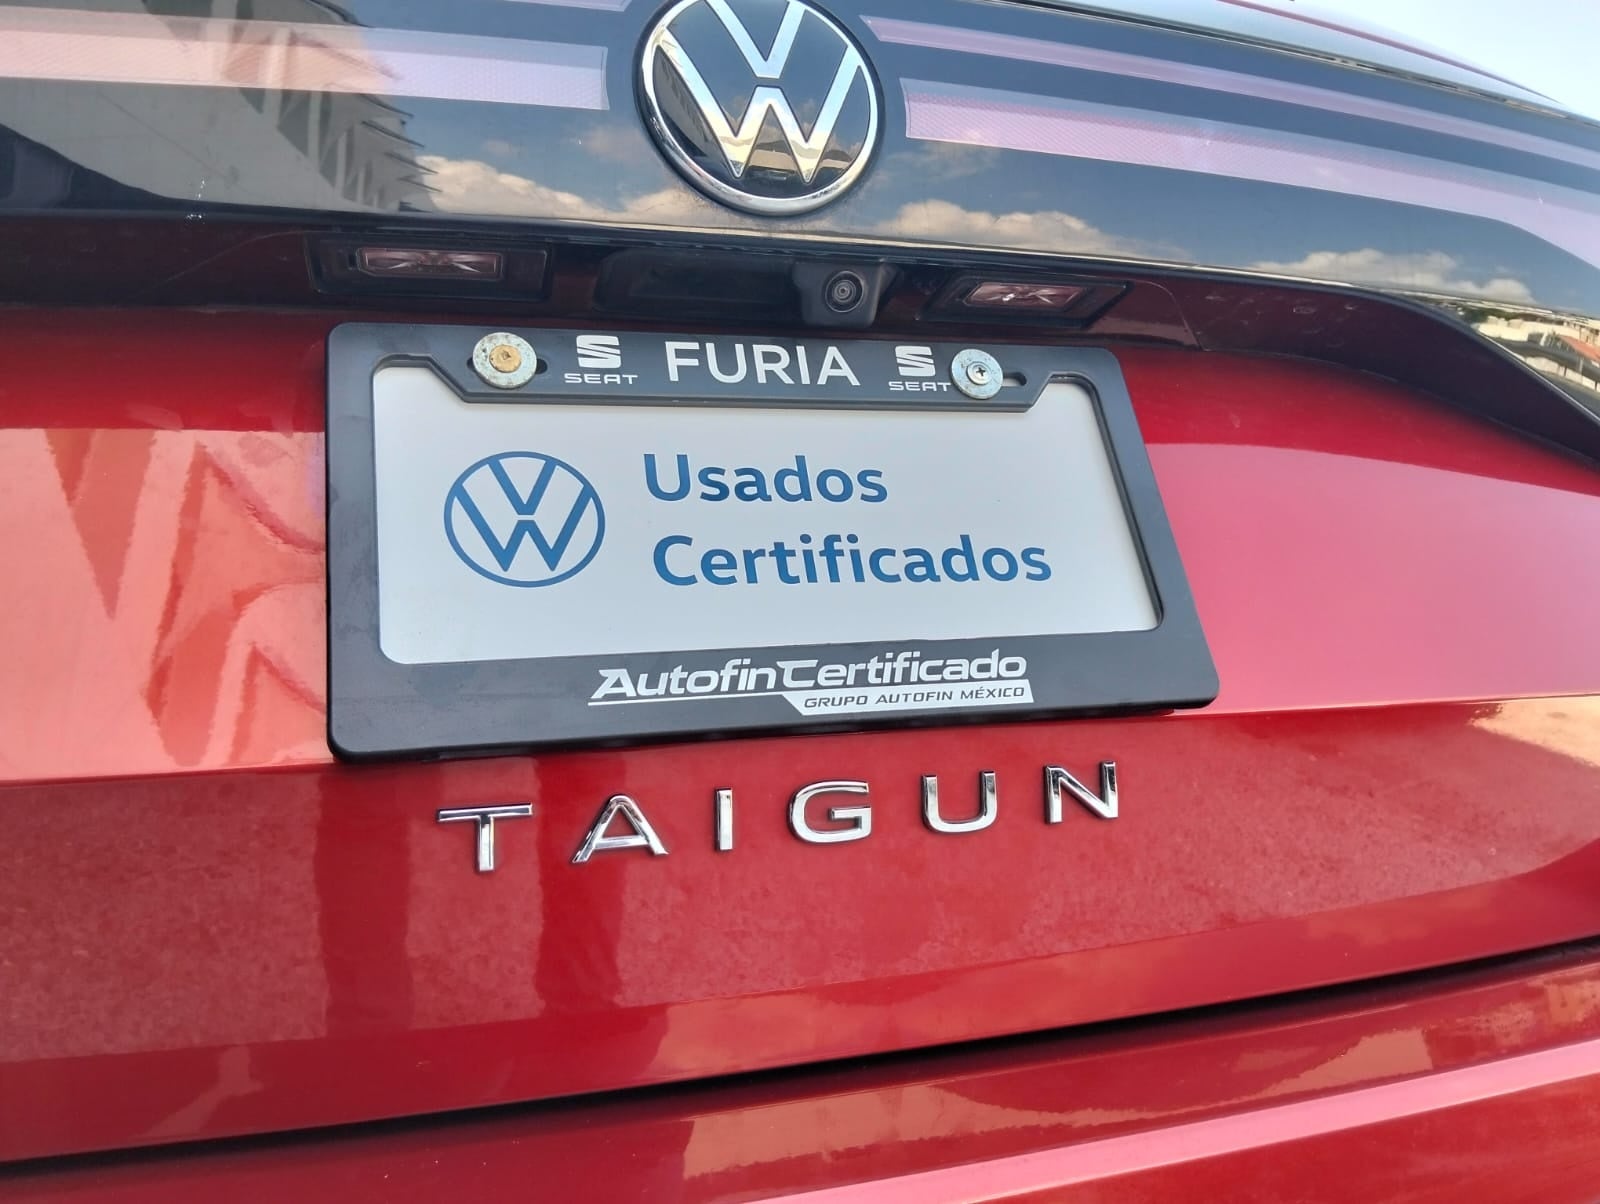 SEAT FURIA SEAT
Usados
Certificados
AutofinCertificado
GRUPO AUTOFIN MÉXICO
TAIGUN